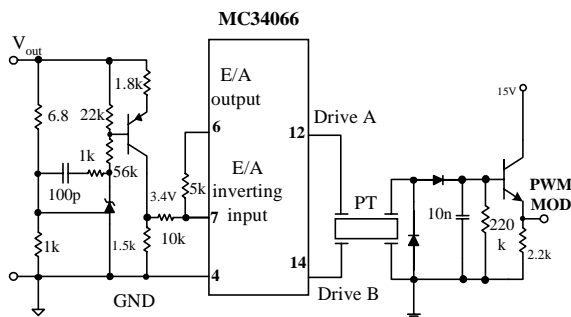 MC34066
V_out
1.8k
E/A
output
22k
6.8
6
Drive A
12
15V
1k
56k
100p
3.4V
5k
E/A
inverting
input
7
10k
1k
1.5k
PT
10n
220
k
PWM
MOD
2.2k
14
4
GND
Drive B